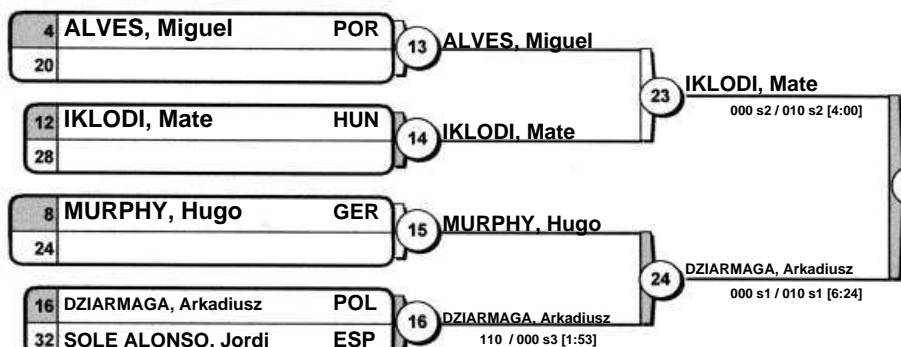 4 ALVES, Miguel POR
20
13 ALVES, Miguel
12 IKLODI, Mate HUN
28
14 IKLODI, Mate
23 IKLODI, Mate
000 s2 / 010 s2 [4:00]
8 MURPHY, Hugo GER
24
15 MURPHY, Hugo
16 DZIARMAGA, Arkadiusz POL
32 SOLE ALONSO, Jordi ESP
16 DZIARMAGA, Arkadiusz
110 / 000 s3 [1:53]
24 DZIARMAGA, Arkadiusz
000 s1 / 010 s1 [6:24]